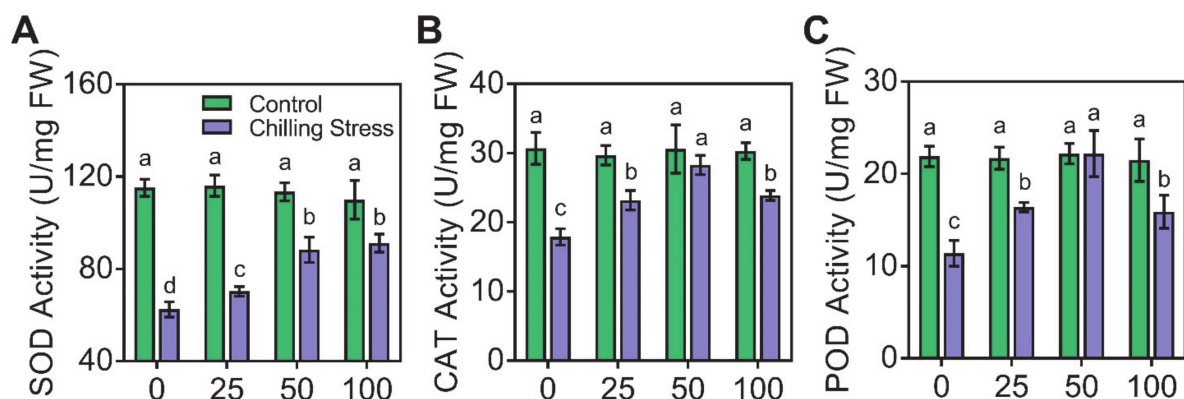 A
SOD Activity (U/mg FW)
160
120
80
40
Control
Chilling Stress
a
d
a
c
a
b
a
b
0 25 50 100
B
CAT Activity (U/mg FW)
40
30
20
10
0
a
c
a
b
a
a
a
b
0 25 50 100
C
POD Activity (U/mg FW)
30
20
10
0
a
c
a
b
a
a
a
b
0 25 50 100